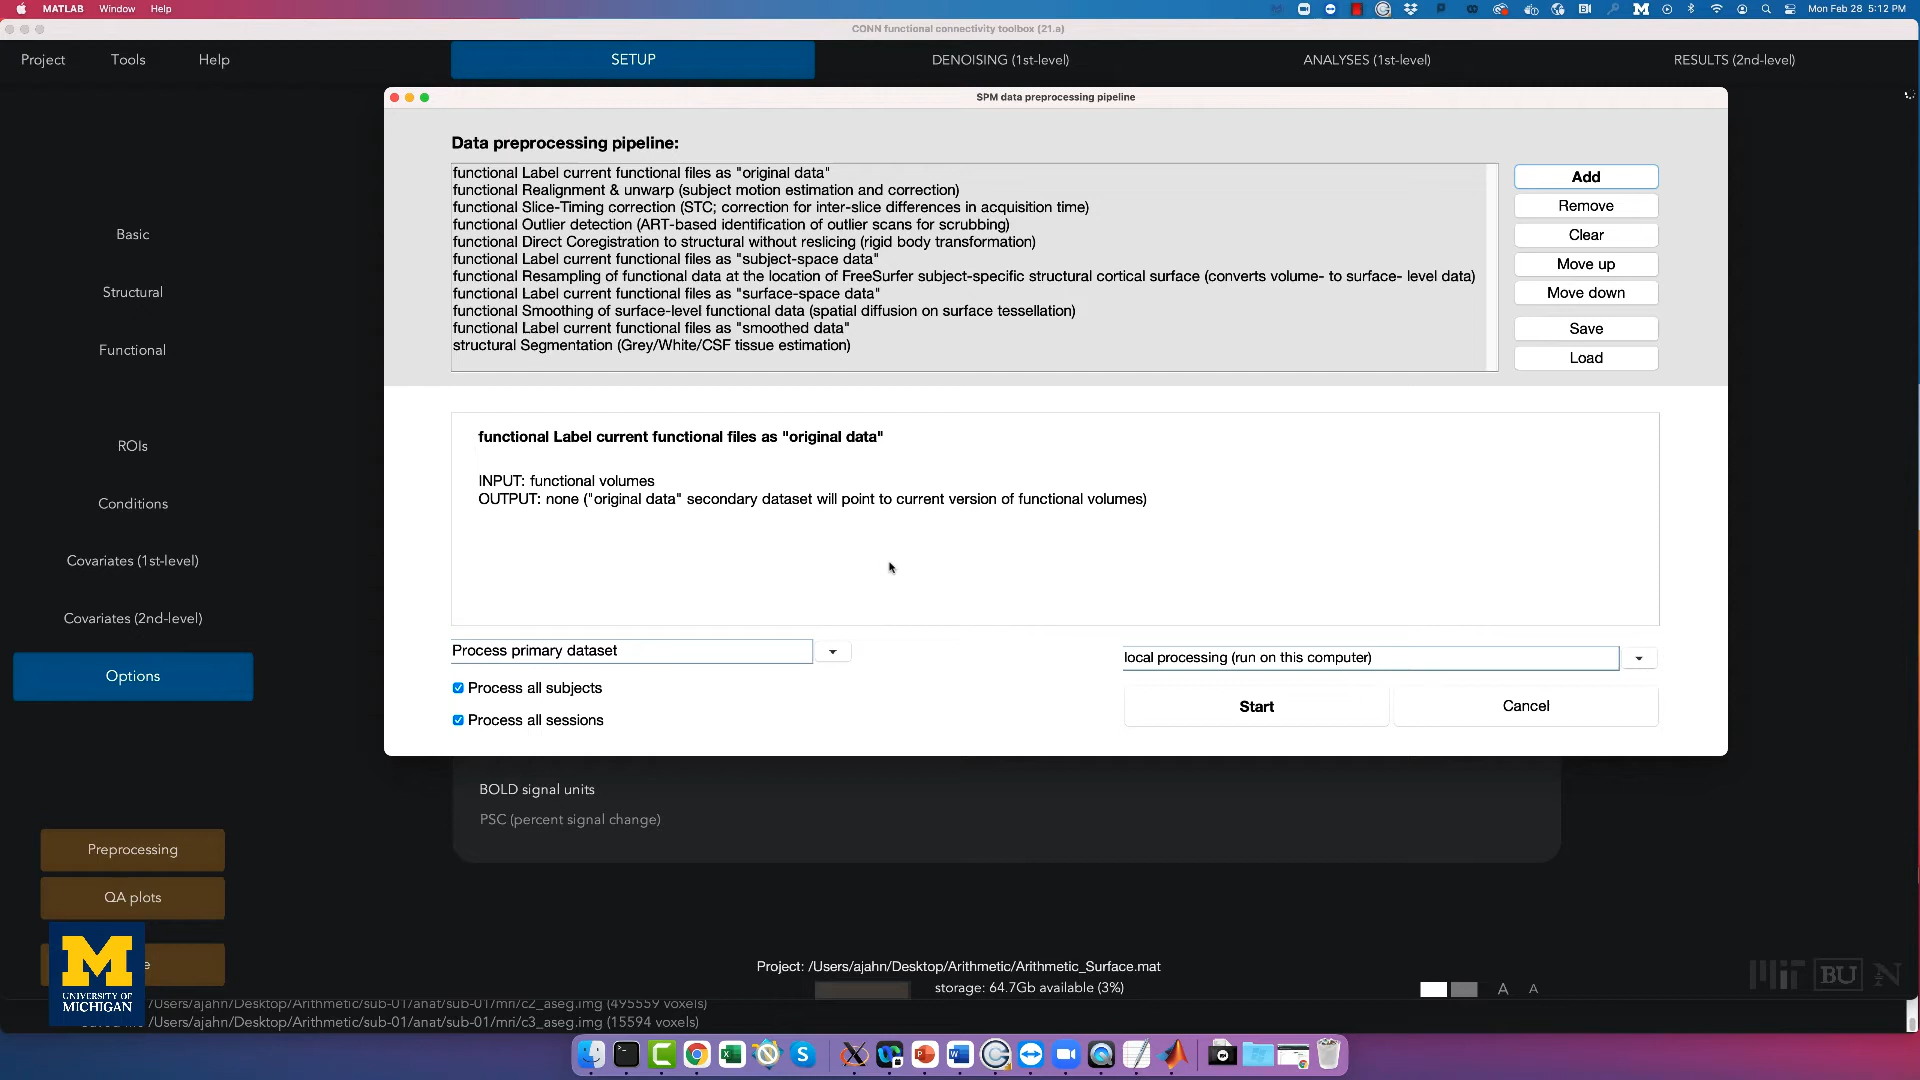 MATLAB Window Help
Mon Feb 28 5:12 PM
CONN functional connectivity toolbox (21.a)
Project Tools Help
SETUP
DENOISING (1st-level)
ANALYSES (1st-level)
RESULTS (2nd-level)
SPM data preprocessing pipeline
Data preprocessing pipeline:
functional Label current functional files as "original data"
functional Realignment & unwarp (subject motion estimation and correction)
functional Slice-Timing correction (STC; correction for inter-slice differences in acquisition time)
functional Outlier detection (ART-based identification of outlier scans for scrubbing)
functional Direct Coregistration to structural without reslicing (rigid body transformation)
functional Label current functional files as "subject-space data"
functional Resampling of functional data at the location of FreeSurfer subject-specific structural cortical surface (converts volume- to surface- level data)
functional Label current functional files as "surface-space data"
functional Smoothing of surface-level functional data (spatial diffusion on surface tessellation)
functional Label current functional files as "smoothed data"
structural Segmentation (Grey/White/CSF tissue estimation)
Add
Remove
Clear
Move up
Move down
Save
Load
Basic
Structural
Functional
ROIs
Conditions
Covariates (1st-level)
Covariates (2nd-level)
Options
functional Label current functional files as "original data"
INPUT: functional volumes
OUTPUT: none ("original data" secondary dataset will point to current version of functional volumes)
Process primary dataset
local processing (run on this computer)
Process all subjects
Process all sessions
Start
Cancel
BOLD signal units
PSC (percent signal change)
Preprocessing
QA plots
M
UNIVERSITY OF
MICHIGAN
Project: /Users/ajahn/Desktop/Arithmetic/Arithmetic_Surface.mat
storage: 64.7Gb available (3%)
A A
MIT BU N
/Users/ajahn/Desktop/Arithmetic/sub-01/anat/sub-01/mri/c2_aseg.img (495559 voxels)
/Users/ajahn/Desktop/Arithmetic/sub-01/anat/sub-01/mri/c3_aseg.img (15594 voxels)